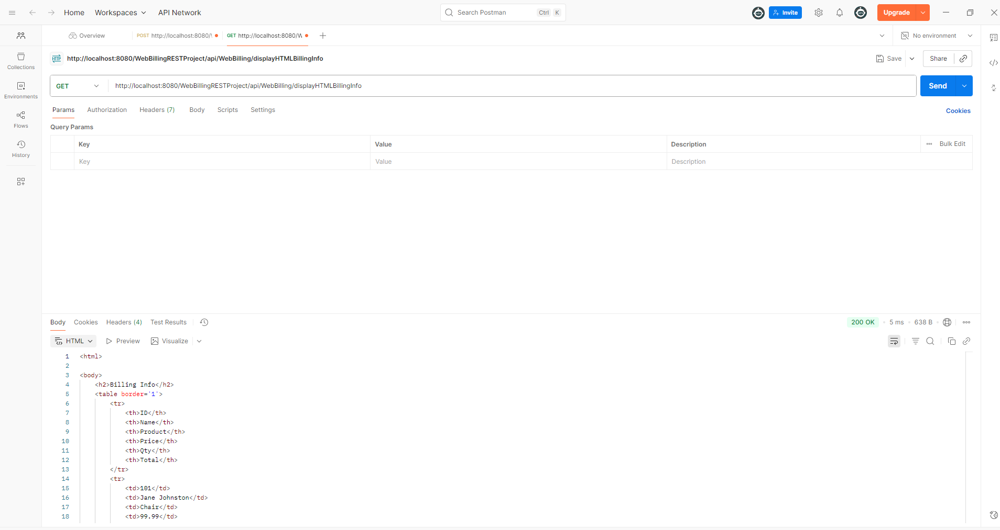 Home Workspaces API Network Search Postman Ctrl K Invite Upgrade
Overview POST http://localhost:8080/\ GET http://localhost:8080/W No environment
HTTP http://localhost:8080/WebBillingRESTProject/api/WebBilling/displayHTMLBillingInfo Save Share
Collections
GET http://localhost:8080/WebBillingRESTProject/api/WebBilling/displayHTMLBillingInfo Send
Environments
Params Authorization Headers (7) Body Scripts Settings Cookies
Flows
Query Params
Key Value Description Bulk Edit
History
Key Value Description
Body Cookies Headers (4) Test Results 200 OK • 5 ms • 638 B •
HTML Preview Visualize
1 <html>
2
3 <body>
4 <h2>Billing Info</h2>
5 <table border='1'>
6 <tr>
7 <th>ID</th>
8 <th>Name</th>
9 <th>Product</th>
10 <th>Price</th>
11 <th>Qty</th>
12 <th>Total</th>
13 </tr>
14 <tr>
15 <td>101</td>
16 <td>Jane Johnston</td>
17 <td>Chair</td>
18 <td>99.99</td>